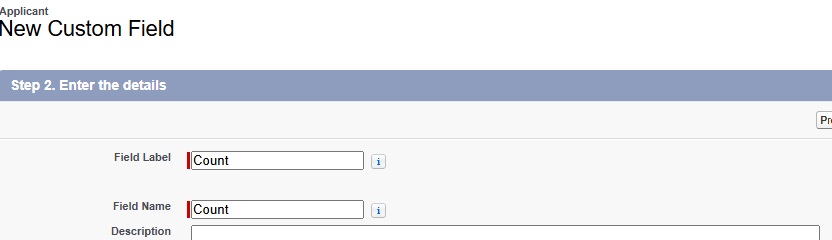 Applicant
New Custom Field
Step 2. Enter the details
Field Label Count i
Field Name Count i
Description